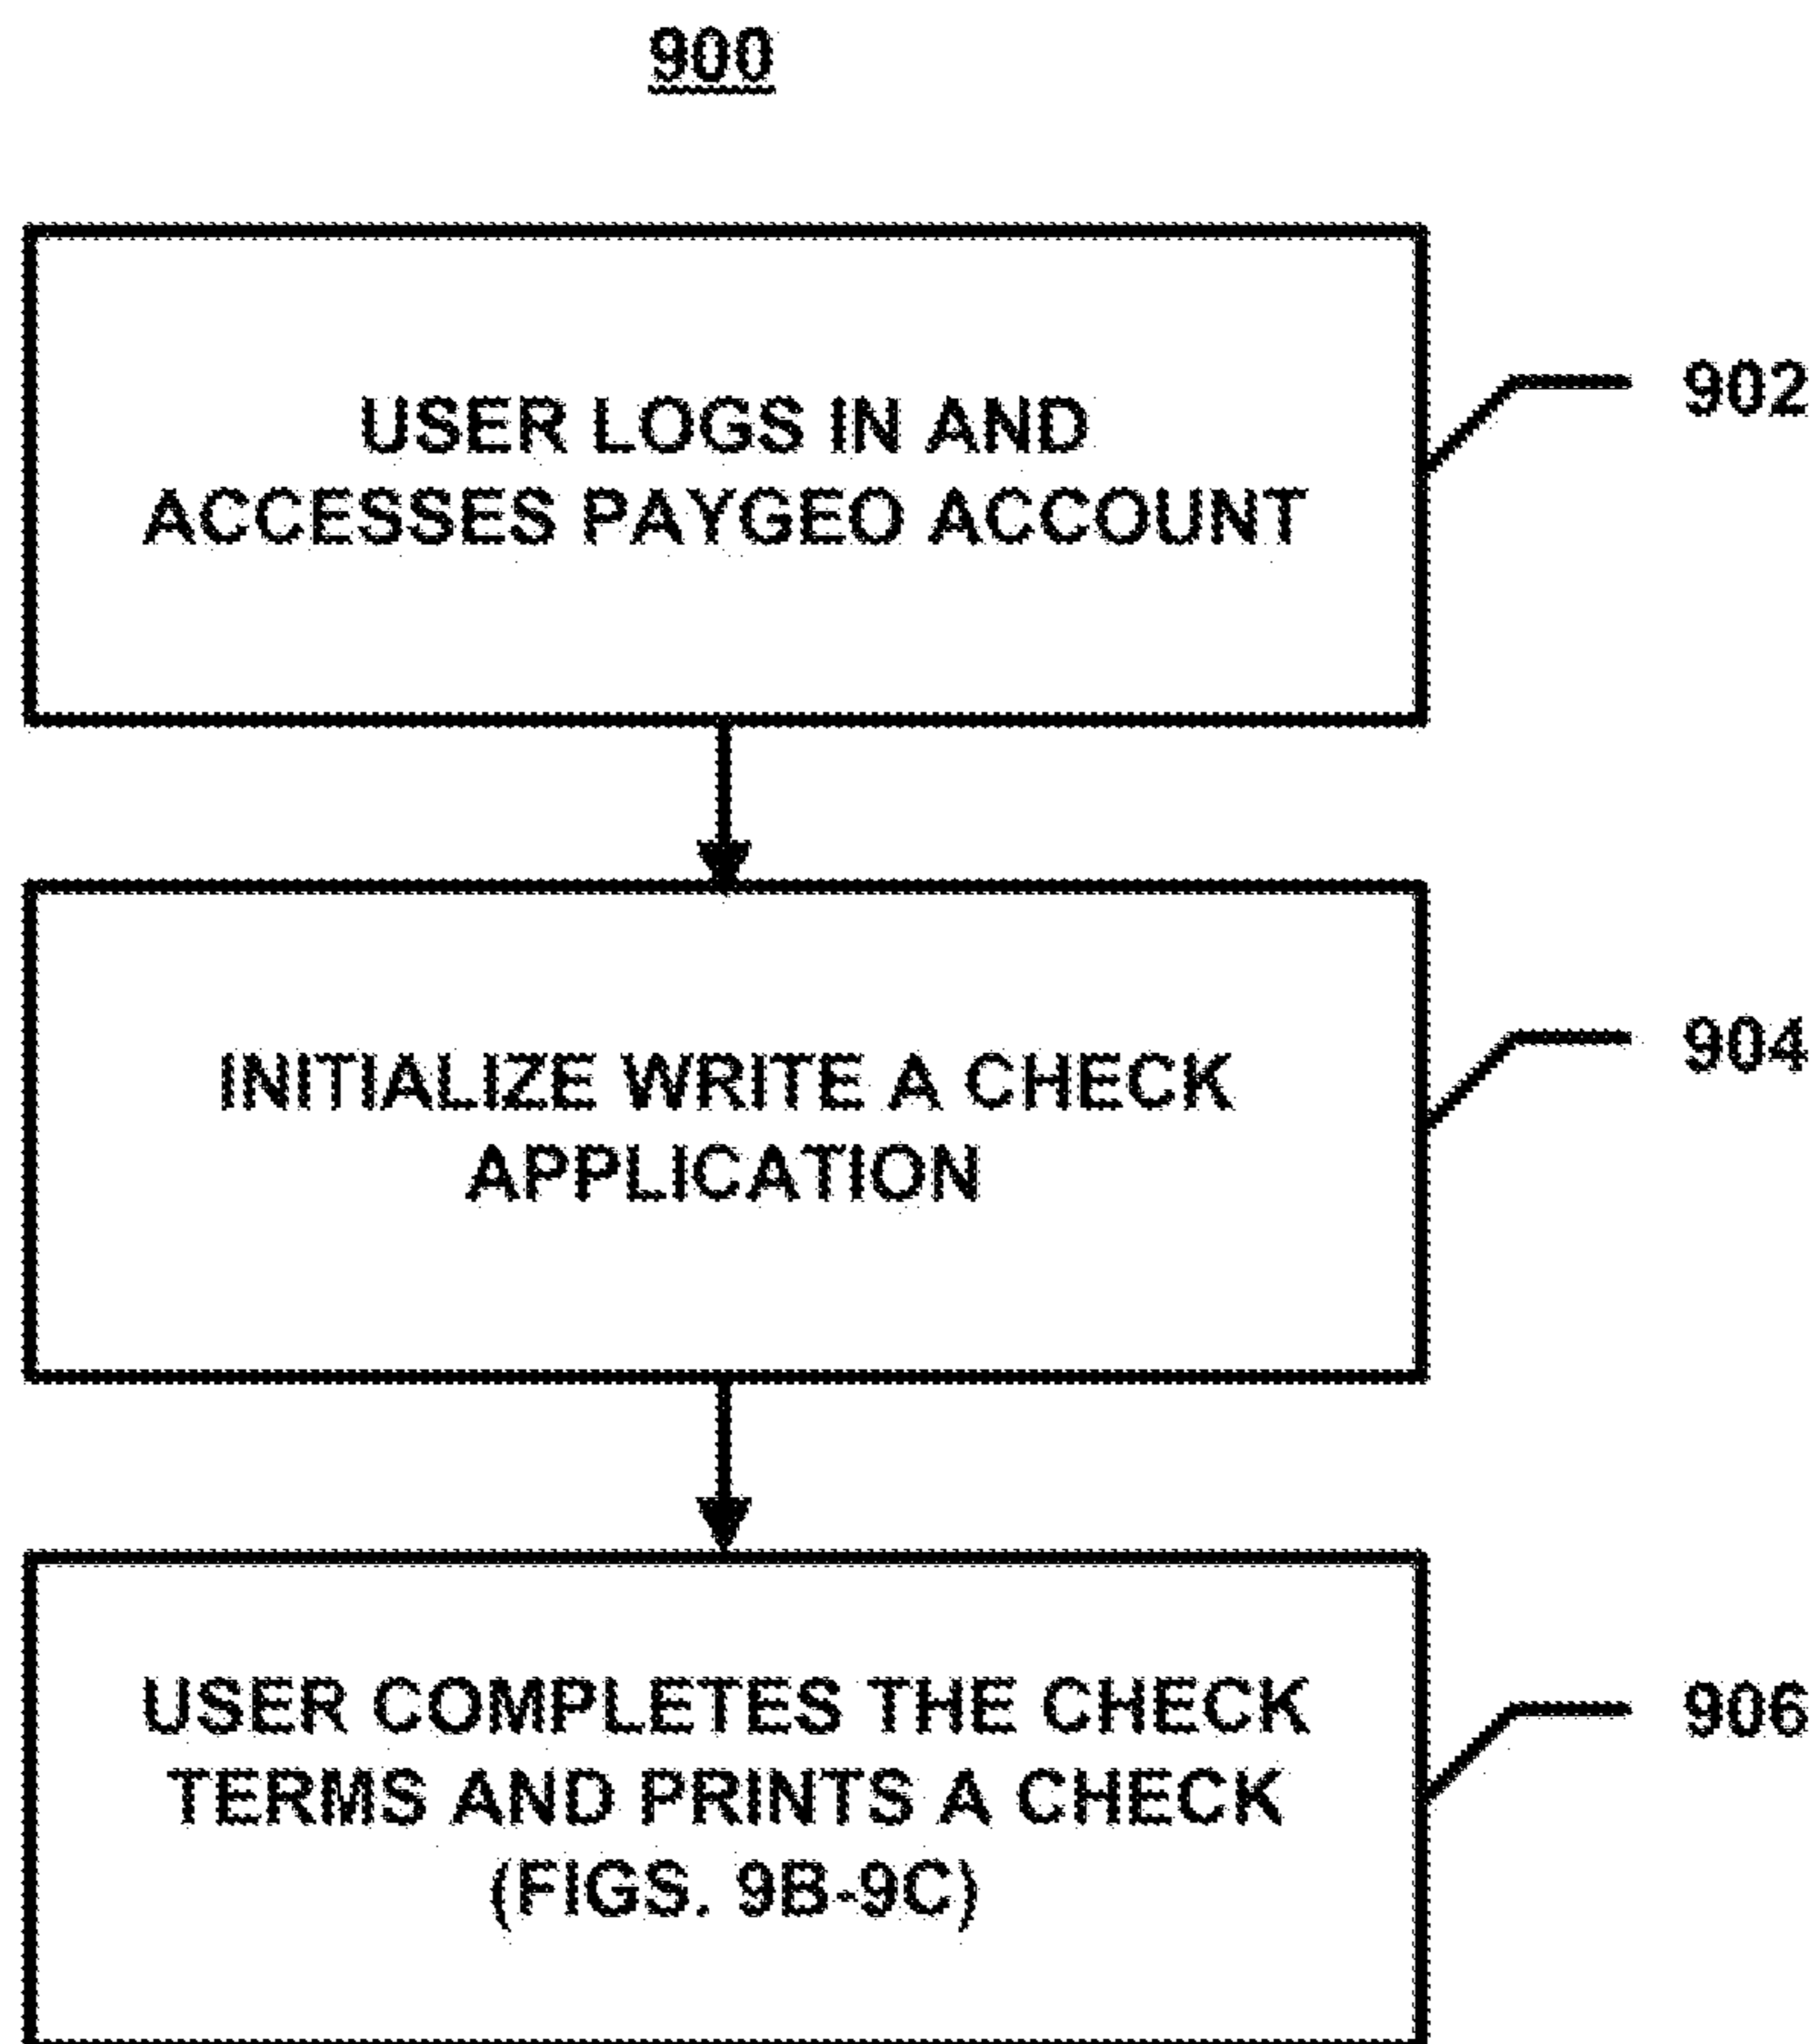 900
USER LOGS IN AND
ACCESSES PAYGEO ACCOUNT
902
INITIALIZE WRITE A CHECK
APPLICATION
904
USER COMPLETES THE CHECK
TERMS AND PRINTS A CHECK
(FIGS. 9B-9C)
906